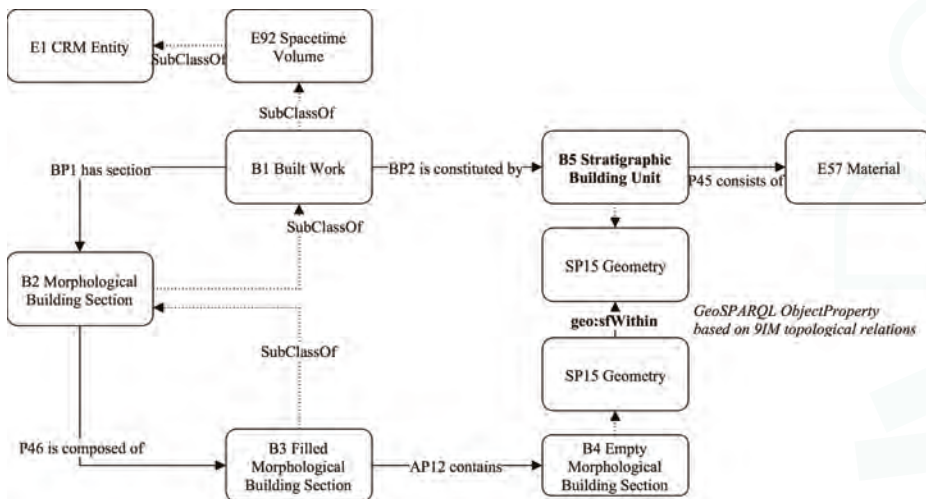 E1 CRM Entity
SubClassOf
E92 Spacetime
Volume
SubClassOf
BP1 has section
B1 Built Work
BP2 is constituted by
B5 Stratigraphic
Building Unit
P45 consists of
E57 Material
SubClassOf
B2 Morphological
Building Section
SP15 Geometry
geo:sfWithin
GeoSPARQL ObjectProperty
based on 9IM topological relations
SubClassOf
SP15 Geometry
P46 is composed of
B3 Filled
Morphological
Building Section
AP12 contains
B4 Empty
Morphological
Building Section